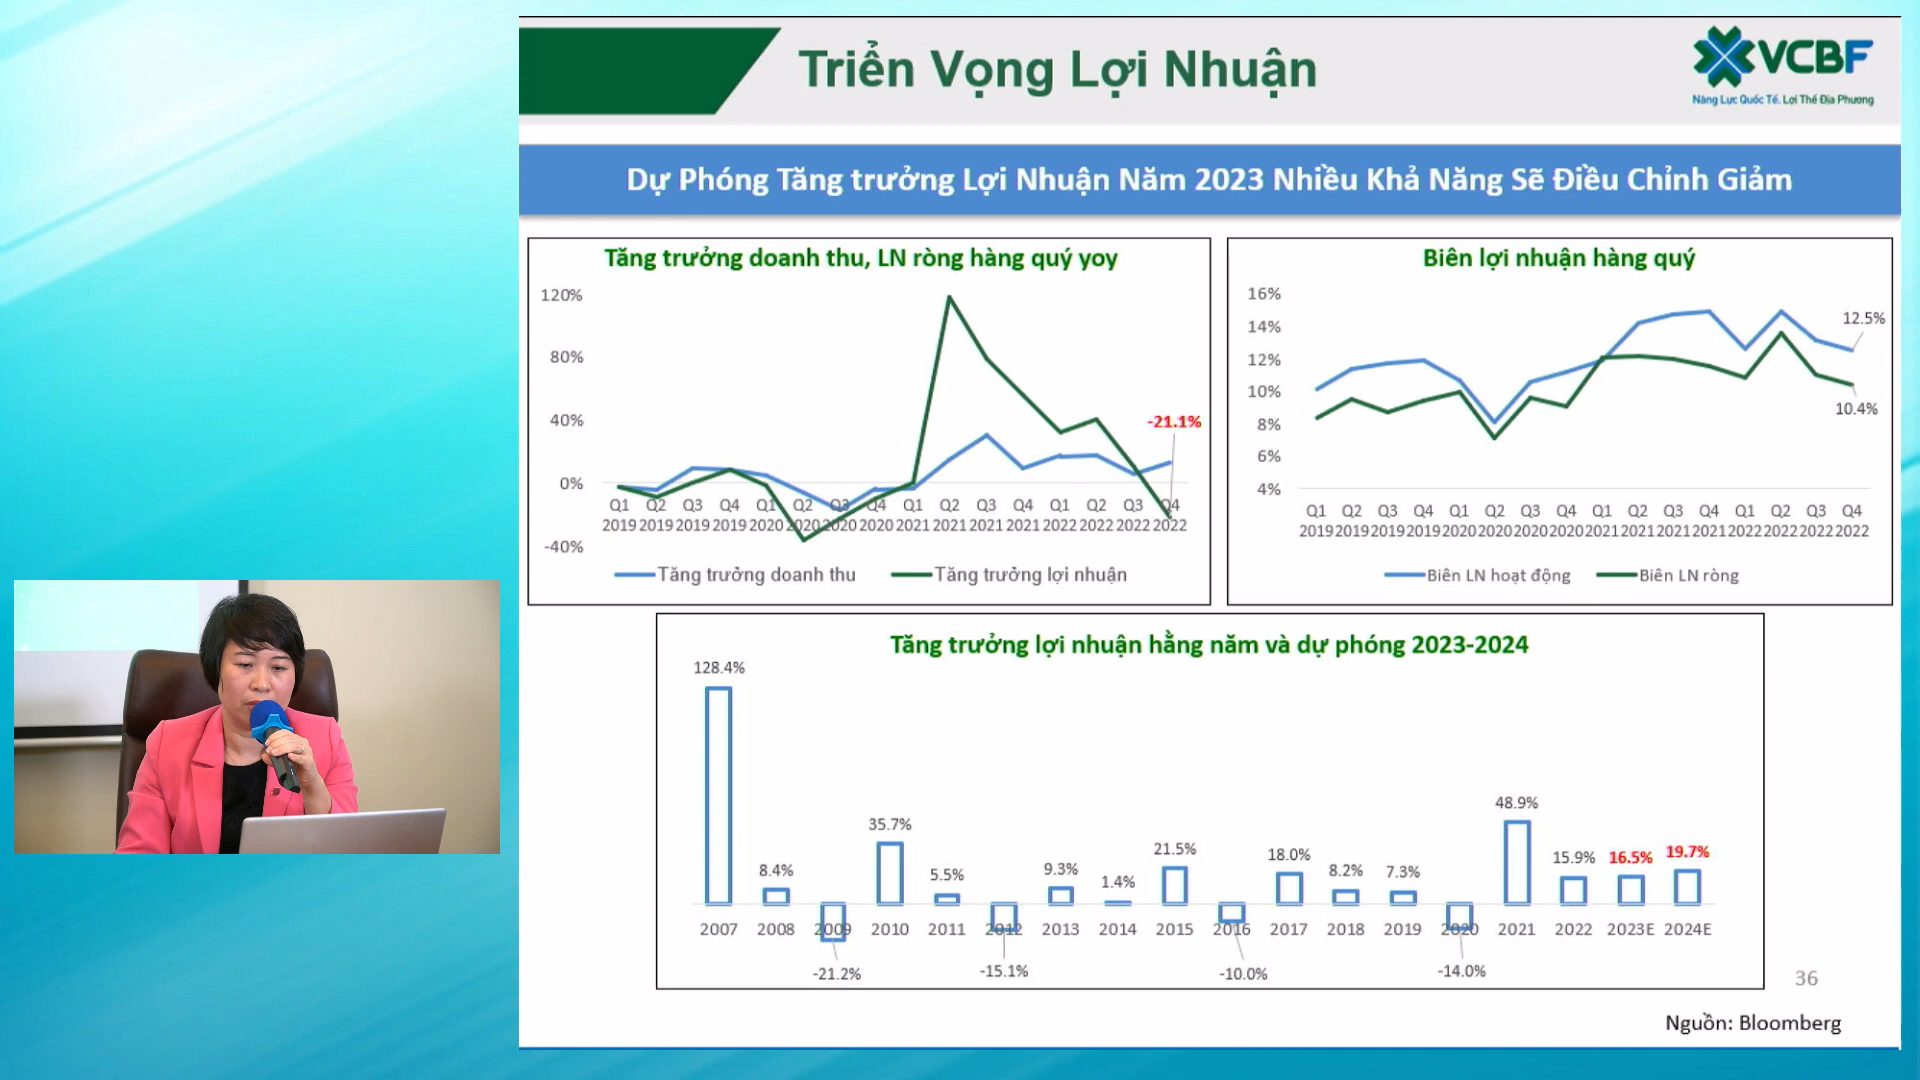 Triển Vọng Lợi Nhuận
VCBF
Năng Lực Quốc Tế. Lợi Thế Địa Phương
Dự Phóng Tăng trưởng Lợi Nhuận Năm 2023 Nhiều Khả Năng Sẽ Điều Chỉnh Giảm
Tăng trưởng doanh thu, LN ròng hàng quý yoy
120%
80%
40%
0%
-40%
-21.1%
Q1 Q2 Q3 Q4 Q1 Q2 Q3 Q4 Q1 Q2 Q3 Q4 Q1 Q2 Q3 Q4
2019 2019 2019 2019 2020 2020 2020 2020 2021 2021 2021 2021 2022 2022 2022 2022
Tăng trưởng doanh thu Tăng trưởng lợi nhuận
Biên lợi nhuận hàng quý
16%
14%
12%
10%
8%
6%
4%
12.5%
10.4%
Q1 Q2 Q3 Q4 Q1 Q2 Q3 Q4 Q1 Q2 Q3 Q4 Q1 Q2 Q3 Q4
2019 2019 2019 2019 2020 2020 2020 2020 2021 2021 2021 2021 2022 2022 2022 2022
Biên LN hoạt động Biên LN ròng
Tăng trưởng lợi nhuận hằng năm và dự phóng 2023-2024
128.4% 8.4% -21.2% 35.7% 5.5% -15.1% 9.3% 1.4% 21.5% -10.0% 18.0% 8.2% 7.3% -14.0% 48.9% 15.9% 16.5% 19.7%
2007 2008 2009 2010 2011 2012 2013 2014 2015 2016 2017 2018 2019 2020 2021 2022 2023E 2024E
36
Nguồn: Bloomberg